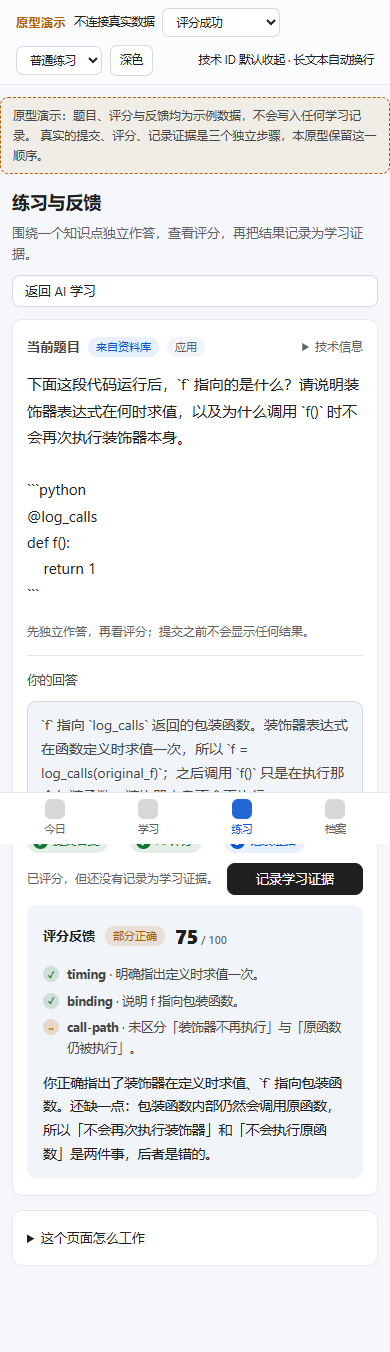 原型演示 不连接真实数据 评分成功
普通练习 深色 技术 ID 默认收起 · 长文本自动换行
原型演示：题目、评分与反馈均为示例数据，不会写入任何学习记
录。 真实的提交、评分、记录证据是三个独立步骤，本原型保留这一
顺序。
练习与反馈
围绕一个知识点独立作答，查看评分，再把结果记录为学习证
据。
返回 AI 学习
当前题目 来自资料库 应用 ▶ 技术信息
下面这段代码运行后，`f` 指向的是什么？请说明装
饰器表达式在何时求值，以及为什么调用 `f()` 时不
会再次执行装饰器本身。
```python
@log_calls
def f():
    return 1
```
先独立作答，再看评分；提交之前不会显示任何结果。
你的回答
`f` 指向 `log_calls` 返回的包装函数。装饰器表达式
在函数定义时求值一次，所以 `f =
log_calls(original_f)`；之后调用 `f()` 只是在执行那
今日 学习 练习 档案
已评分，但还没有记录为学习证据。 记录学习证据
评分反馈 部分正确 75 / 100
✓ timing · 明确指出定义时求值一次。
✓ binding · 说明 f 指向包装函数。
~ call-path · 未区分「装饰器不再执行」与「原函数
仍被执行」。
你正确指出了装饰器在定义时求值、`f` 指向包装函
数。还缺一点：包装函数内部仍然会调用原函数，
所以「不会再次执行装饰器」和「不会执行原函
数」是两件事，后者是错的。
▶ 这个页面怎么工作